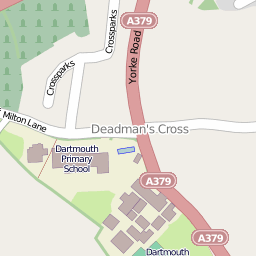 A379
Crossparks
Crossparks
Yorke Road
Milton Lane
Deadman's Cross
Dartmouth
Primary
School
A379
A379
Dartmouth